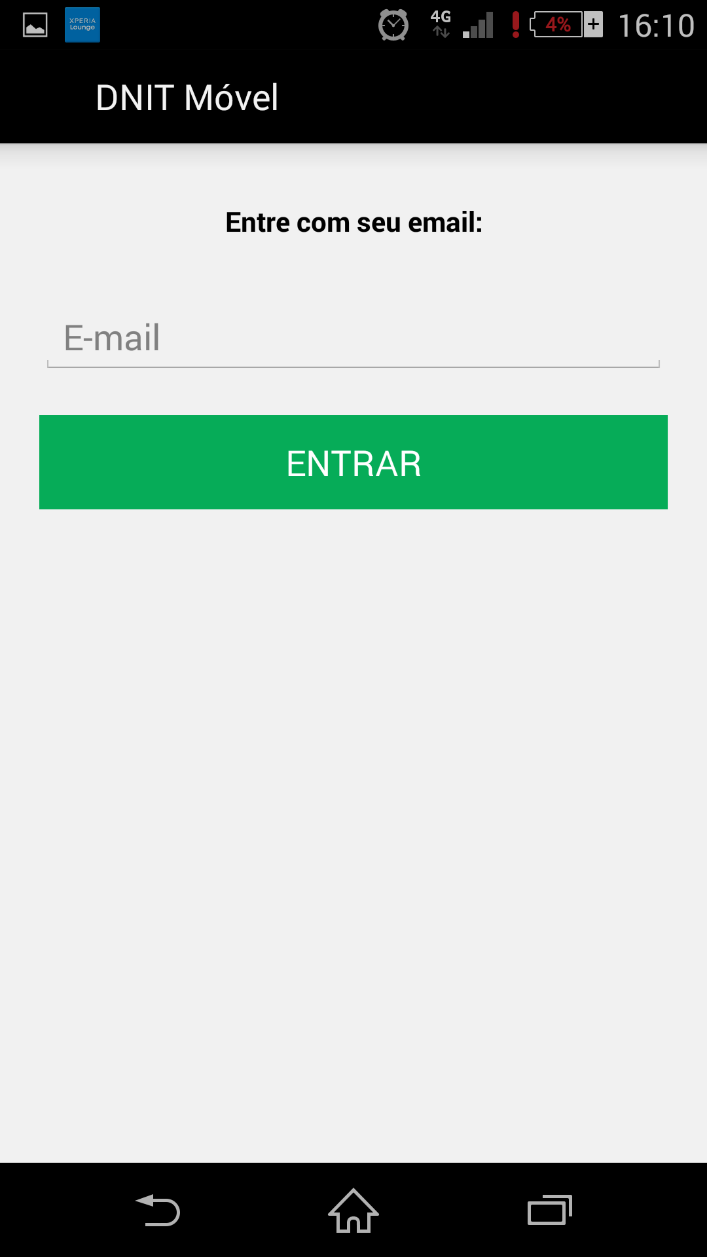 XPERIA
Lounge
4G
4%
16:10
DNIT Móvel
Entre com seu email:
E-mail
ENTRAR